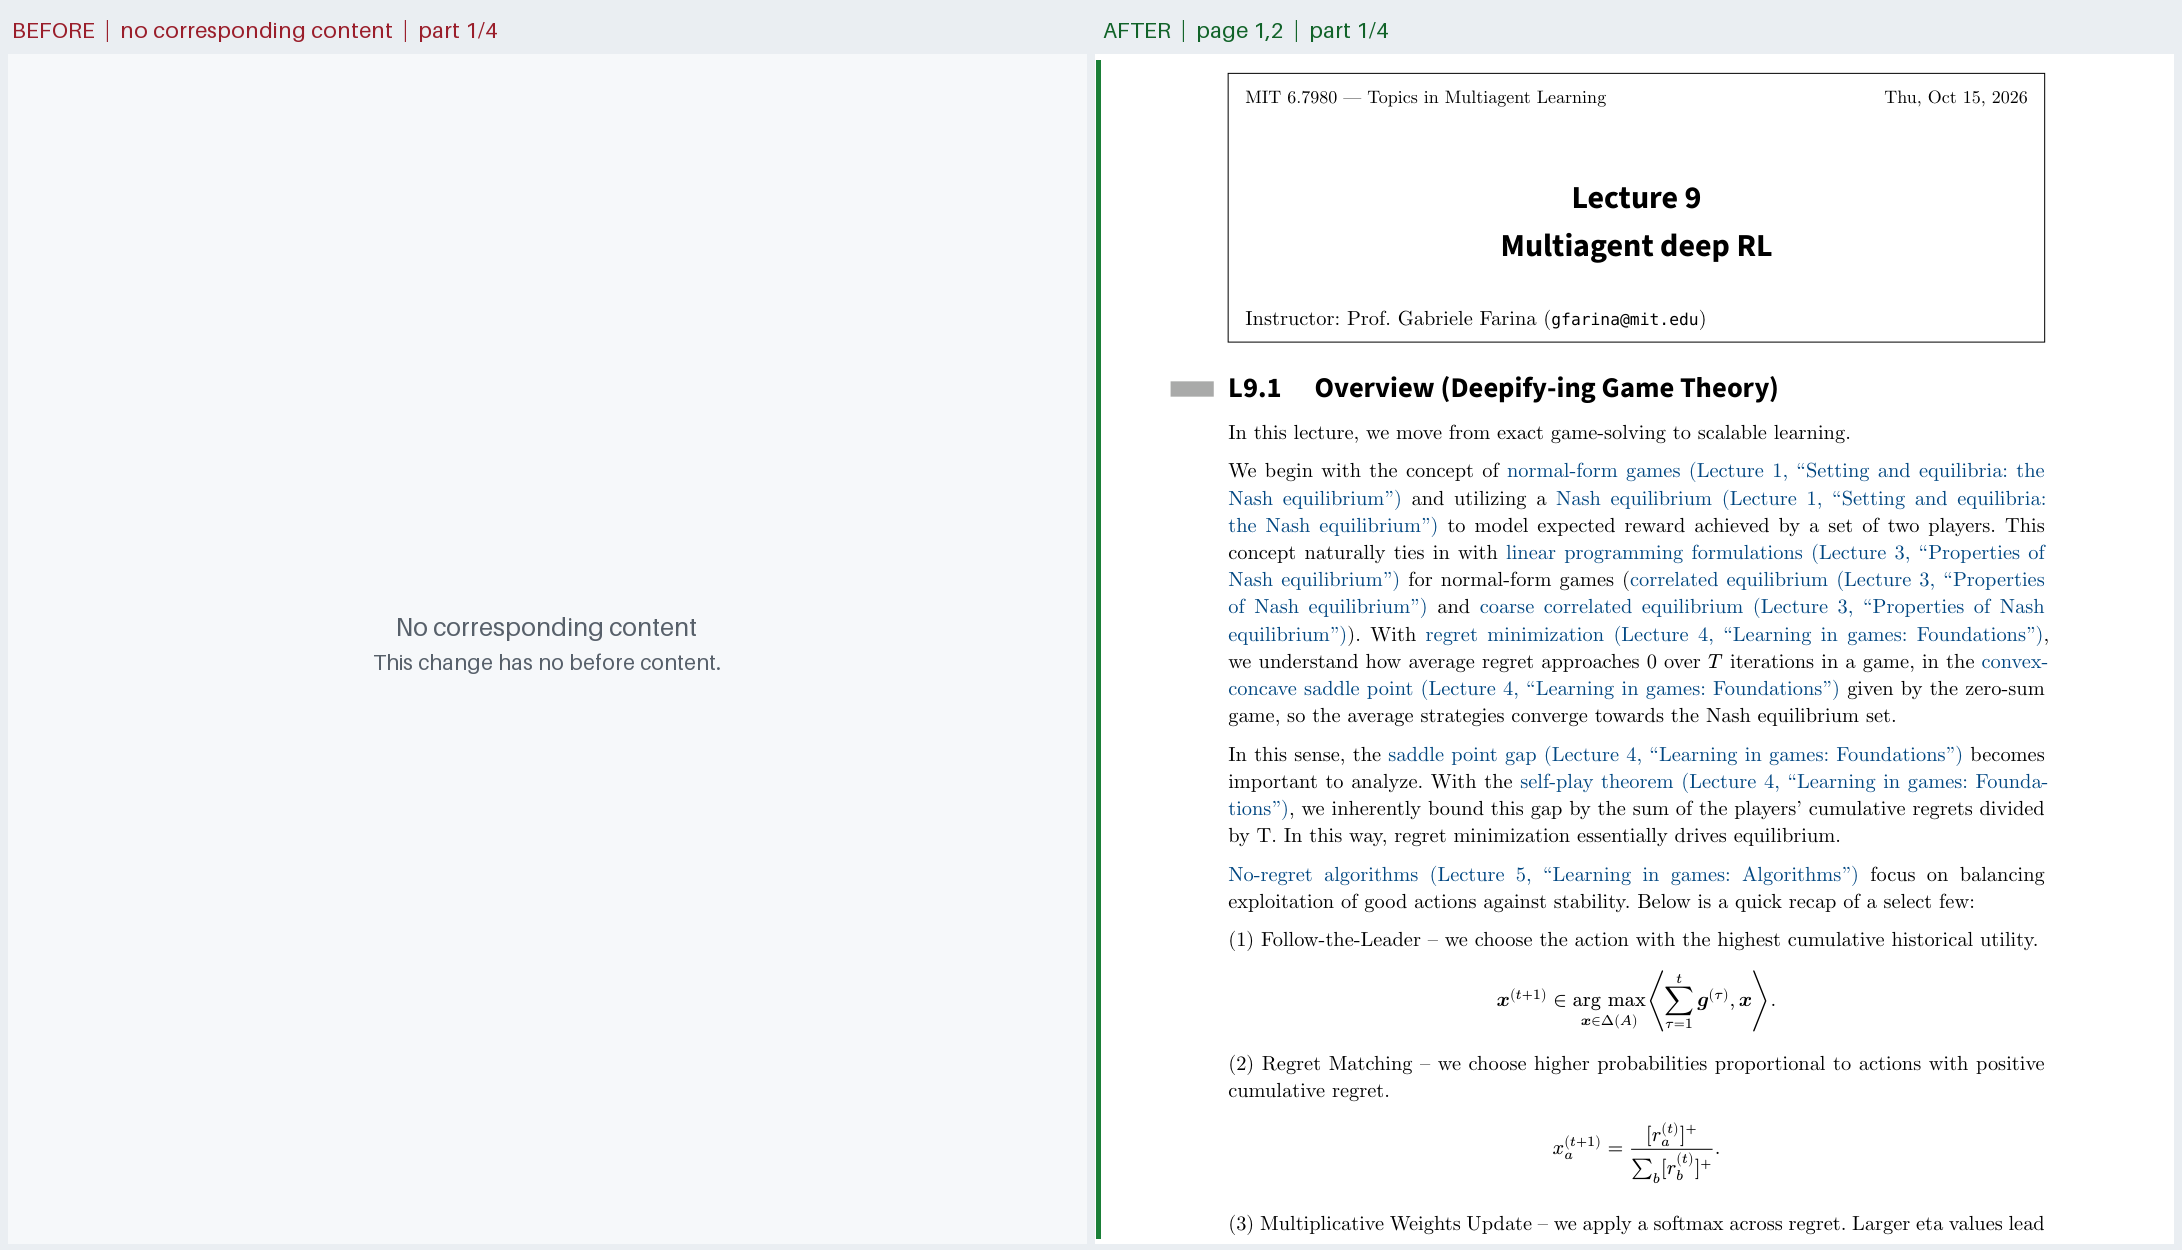 BEFORE | no corresponding content | part 1/4
AFTER | page 1,2 | part 1/4
No corresponding content
This change has no before content.
MIT 6.7980 — Topics in Multiagent Learning
Thu, Oct 15, 2026
Lecture 9
Multiagent deep RL
Instructor: Prof. Gabriele Farina (gfarina@mit.edu)
L9.1 Overview (Deepify-ing Game Theory)
In this lecture, we move from exact game-solving to scalable learning.
We begin with the concept of normal-form games (Lecture 1, “Setting and equilibria: the
Nash equilibrium”) and utilizing a Nash equilibrium (Lecture 1, “Setting and equilibria:
the Nash equilibrium”) to model expected reward achieved by a set of two players. This
concept naturally ties in with linear programming formulations (Lecture 3, “Properties of
Nash equilibrium”) for normal-form games (correlated equilibrium (Lecture 3, “Properties
of Nash equilibrium”) and coarse correlated equilibrium (Lecture 3, “Properties of Nash
equilibrium”)). With regret minimization (Lecture 4, “Learning in games: Foundations”),
we understand how average regret approaches 0 over T iterations in a game, in the convex-
concave saddle point (Lecture 4, “Learning in games: Foundations”) given by the zero-sum
game, so the average strategies converge towards the Nash equilibrium set.
In this sense, the saddle point gap (Lecture 4, “Learning in games: Foundations”) becomes
important to analyze. With the self-play theorem (Lecture 4, “Learning in games: Founda-
tions”), we inherently bound this gap by the sum of the players’ cumulative regrets divided
by T. In this way, regret minimization essentially drives equilibrium.
No-regret algorithms (Lecture 5, “Learning in games: Algorithms”) focus on balancing
exploitation of good actions against stability. Below is a quick recap of a select few:
(1) Follow-the-Leader – we choose the action with the highest cumulative historical utility.
x^(t+1) ∈ arg max_{x∈Δ(A)} ⟨∑_{τ=1}^{t} g^(τ), x⟩.
(2) Regret Matching – we choose higher probabilities proportional to actions with positive
cumulative regret.
x_a^(t+1) = [r_a^(t)]^+ / ∑_b [r_b^(t)]^+.
(3) Multiplicative Weights Update – we apply a softmax across regret. Larger eta values lead